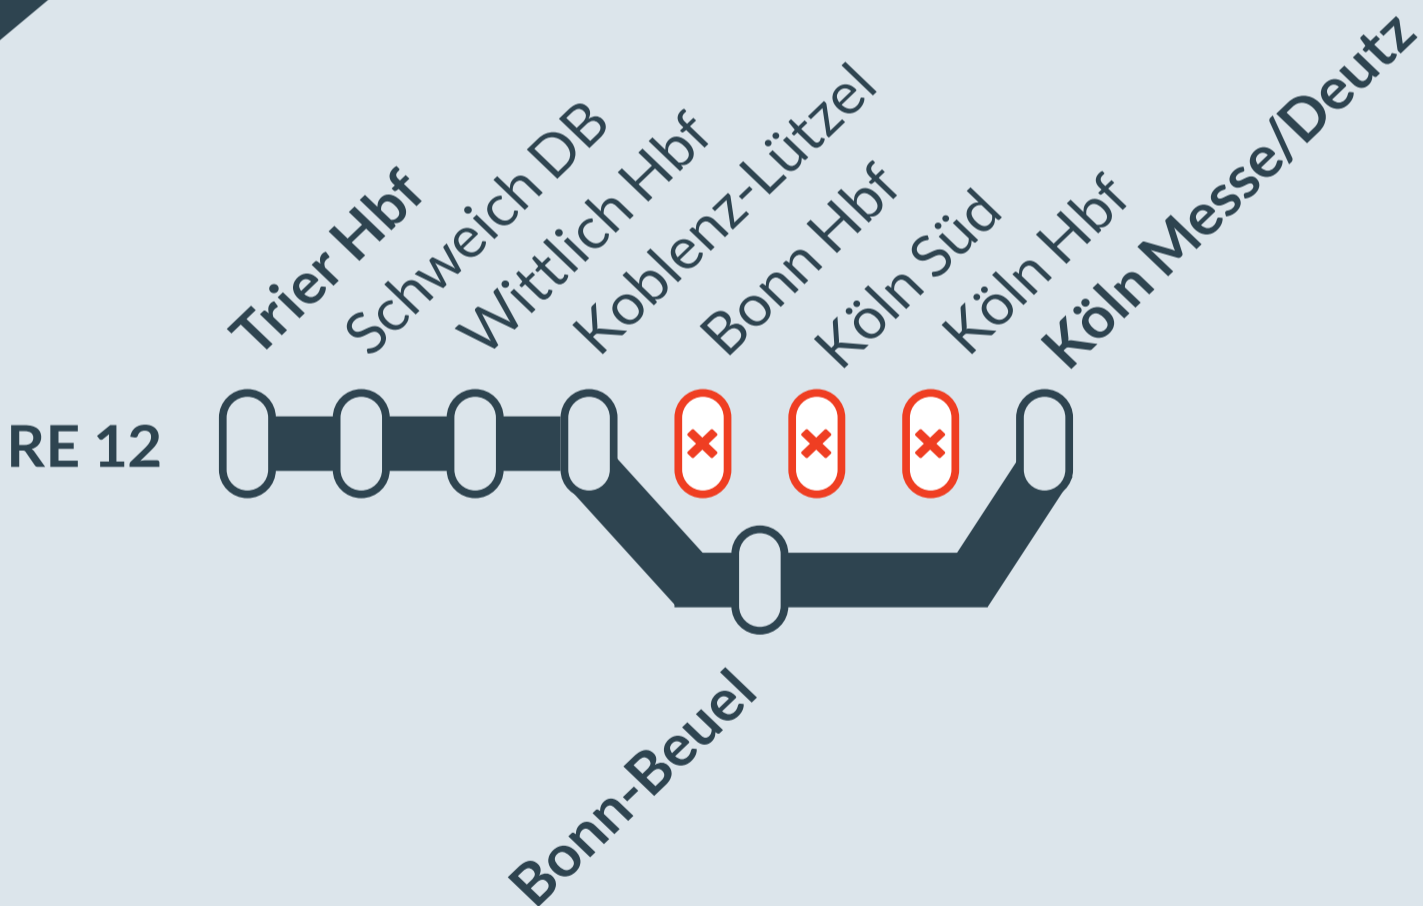 Trier Hbf
Schweich DB
Wittlich Hbf
Koblenz-Lützel
Bonn Hbf
Köln Süd
Köln Hbf
Köln Messe/Deutz
RE 12
Bonn-Beuel